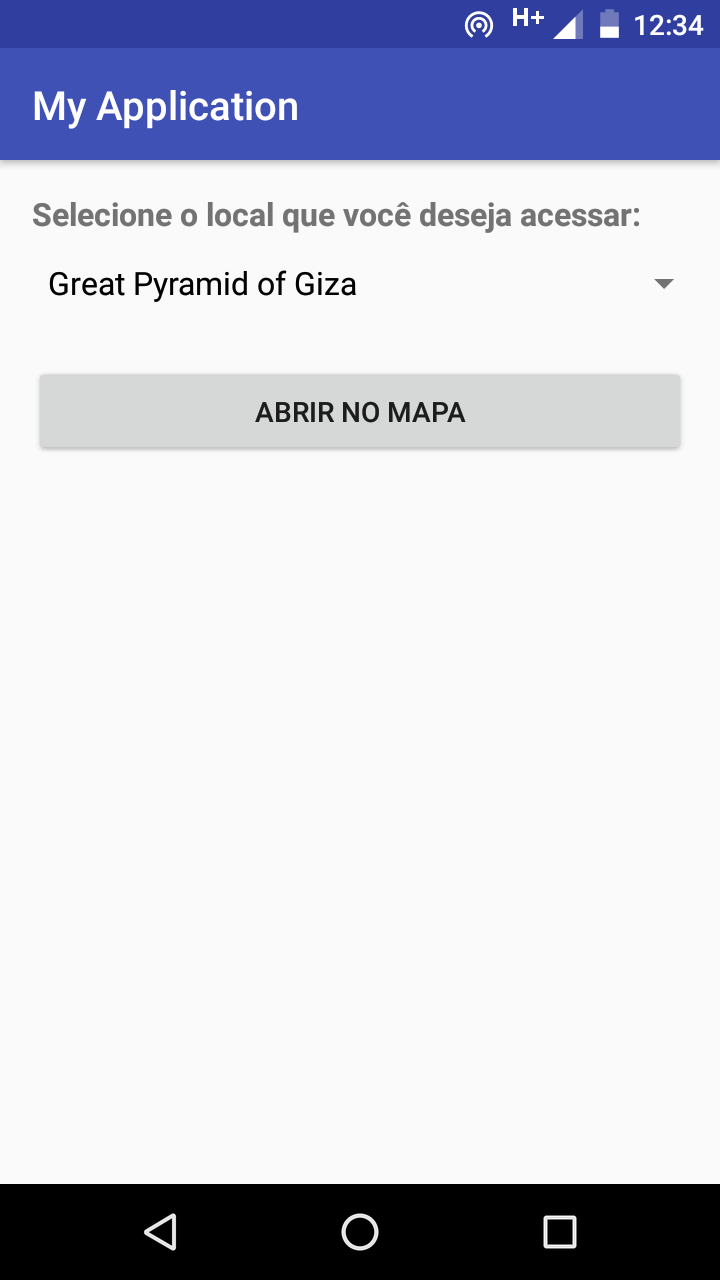 H+ 12:34
My Application
Selecione o local que você deseja acessar:
Great Pyramid of Giza
ABRIR NO MAPA